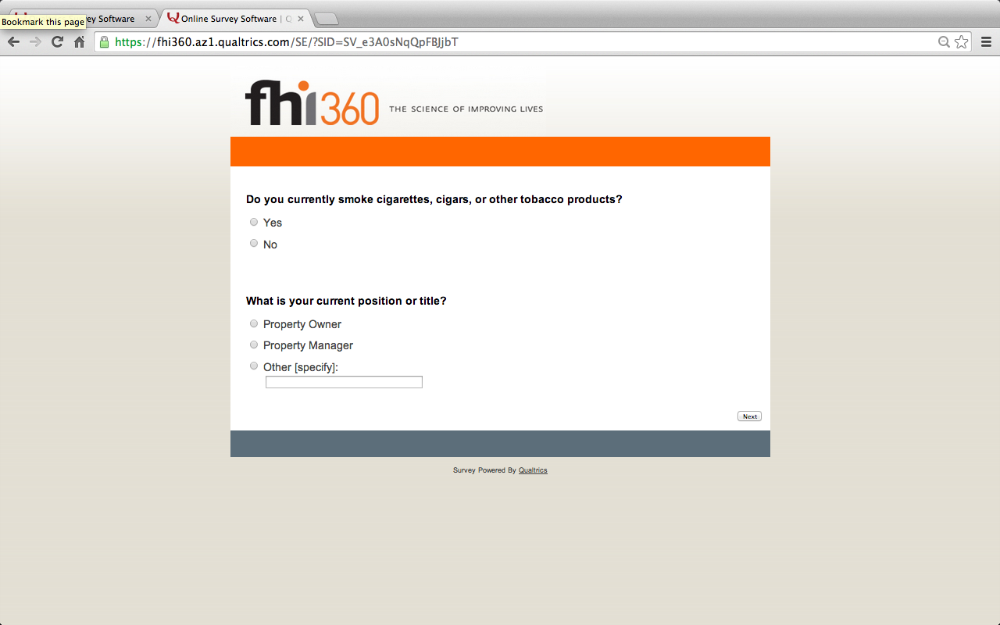 Bookmark this page
ey Software
Online Survey Software | Q
https://fhi360.az1.qualtrics.com/SE/?SID=SV_e3A0sNqQpFBJjbT
fhi360 THE SCIENCE OF IMPROVING LIVES
Do you currently smoke cigarettes, cigars, or other tobacco products?
Yes
No
What is your current position or title?
Property Owner
Property Manager
Other [specify]:
Next
Survey Powered By Qualtrics